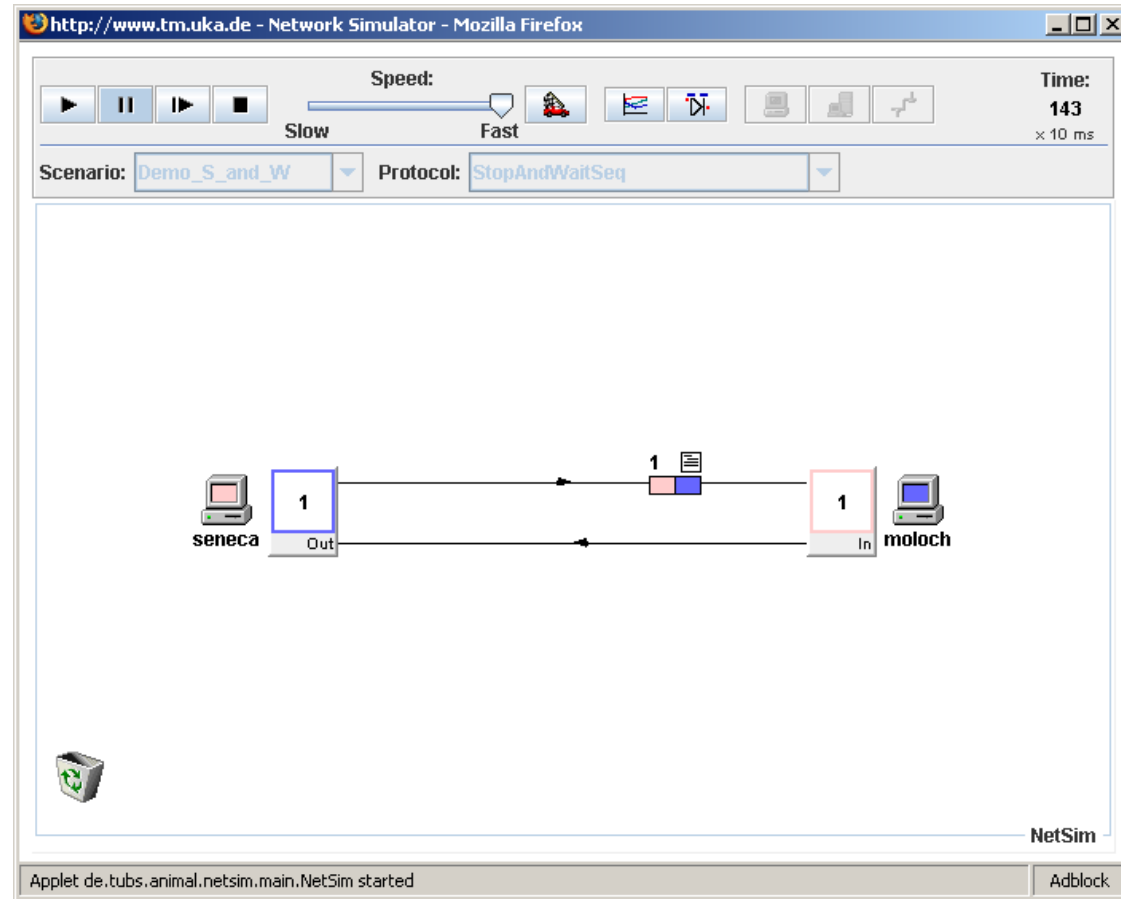 http://www.tm.uka.de - Network Simulator - Mozilla Firefox
Speed:
Slow
Fast
Time:
143
x 10 ms
Scenario: Demo_S_and_W
Protocol: StopAndWaitSeq
1
1
1
seneca
Out
In
moloch
NetSim
Applet de.tubs.animal.netsim.main.NetSim started
Adblock